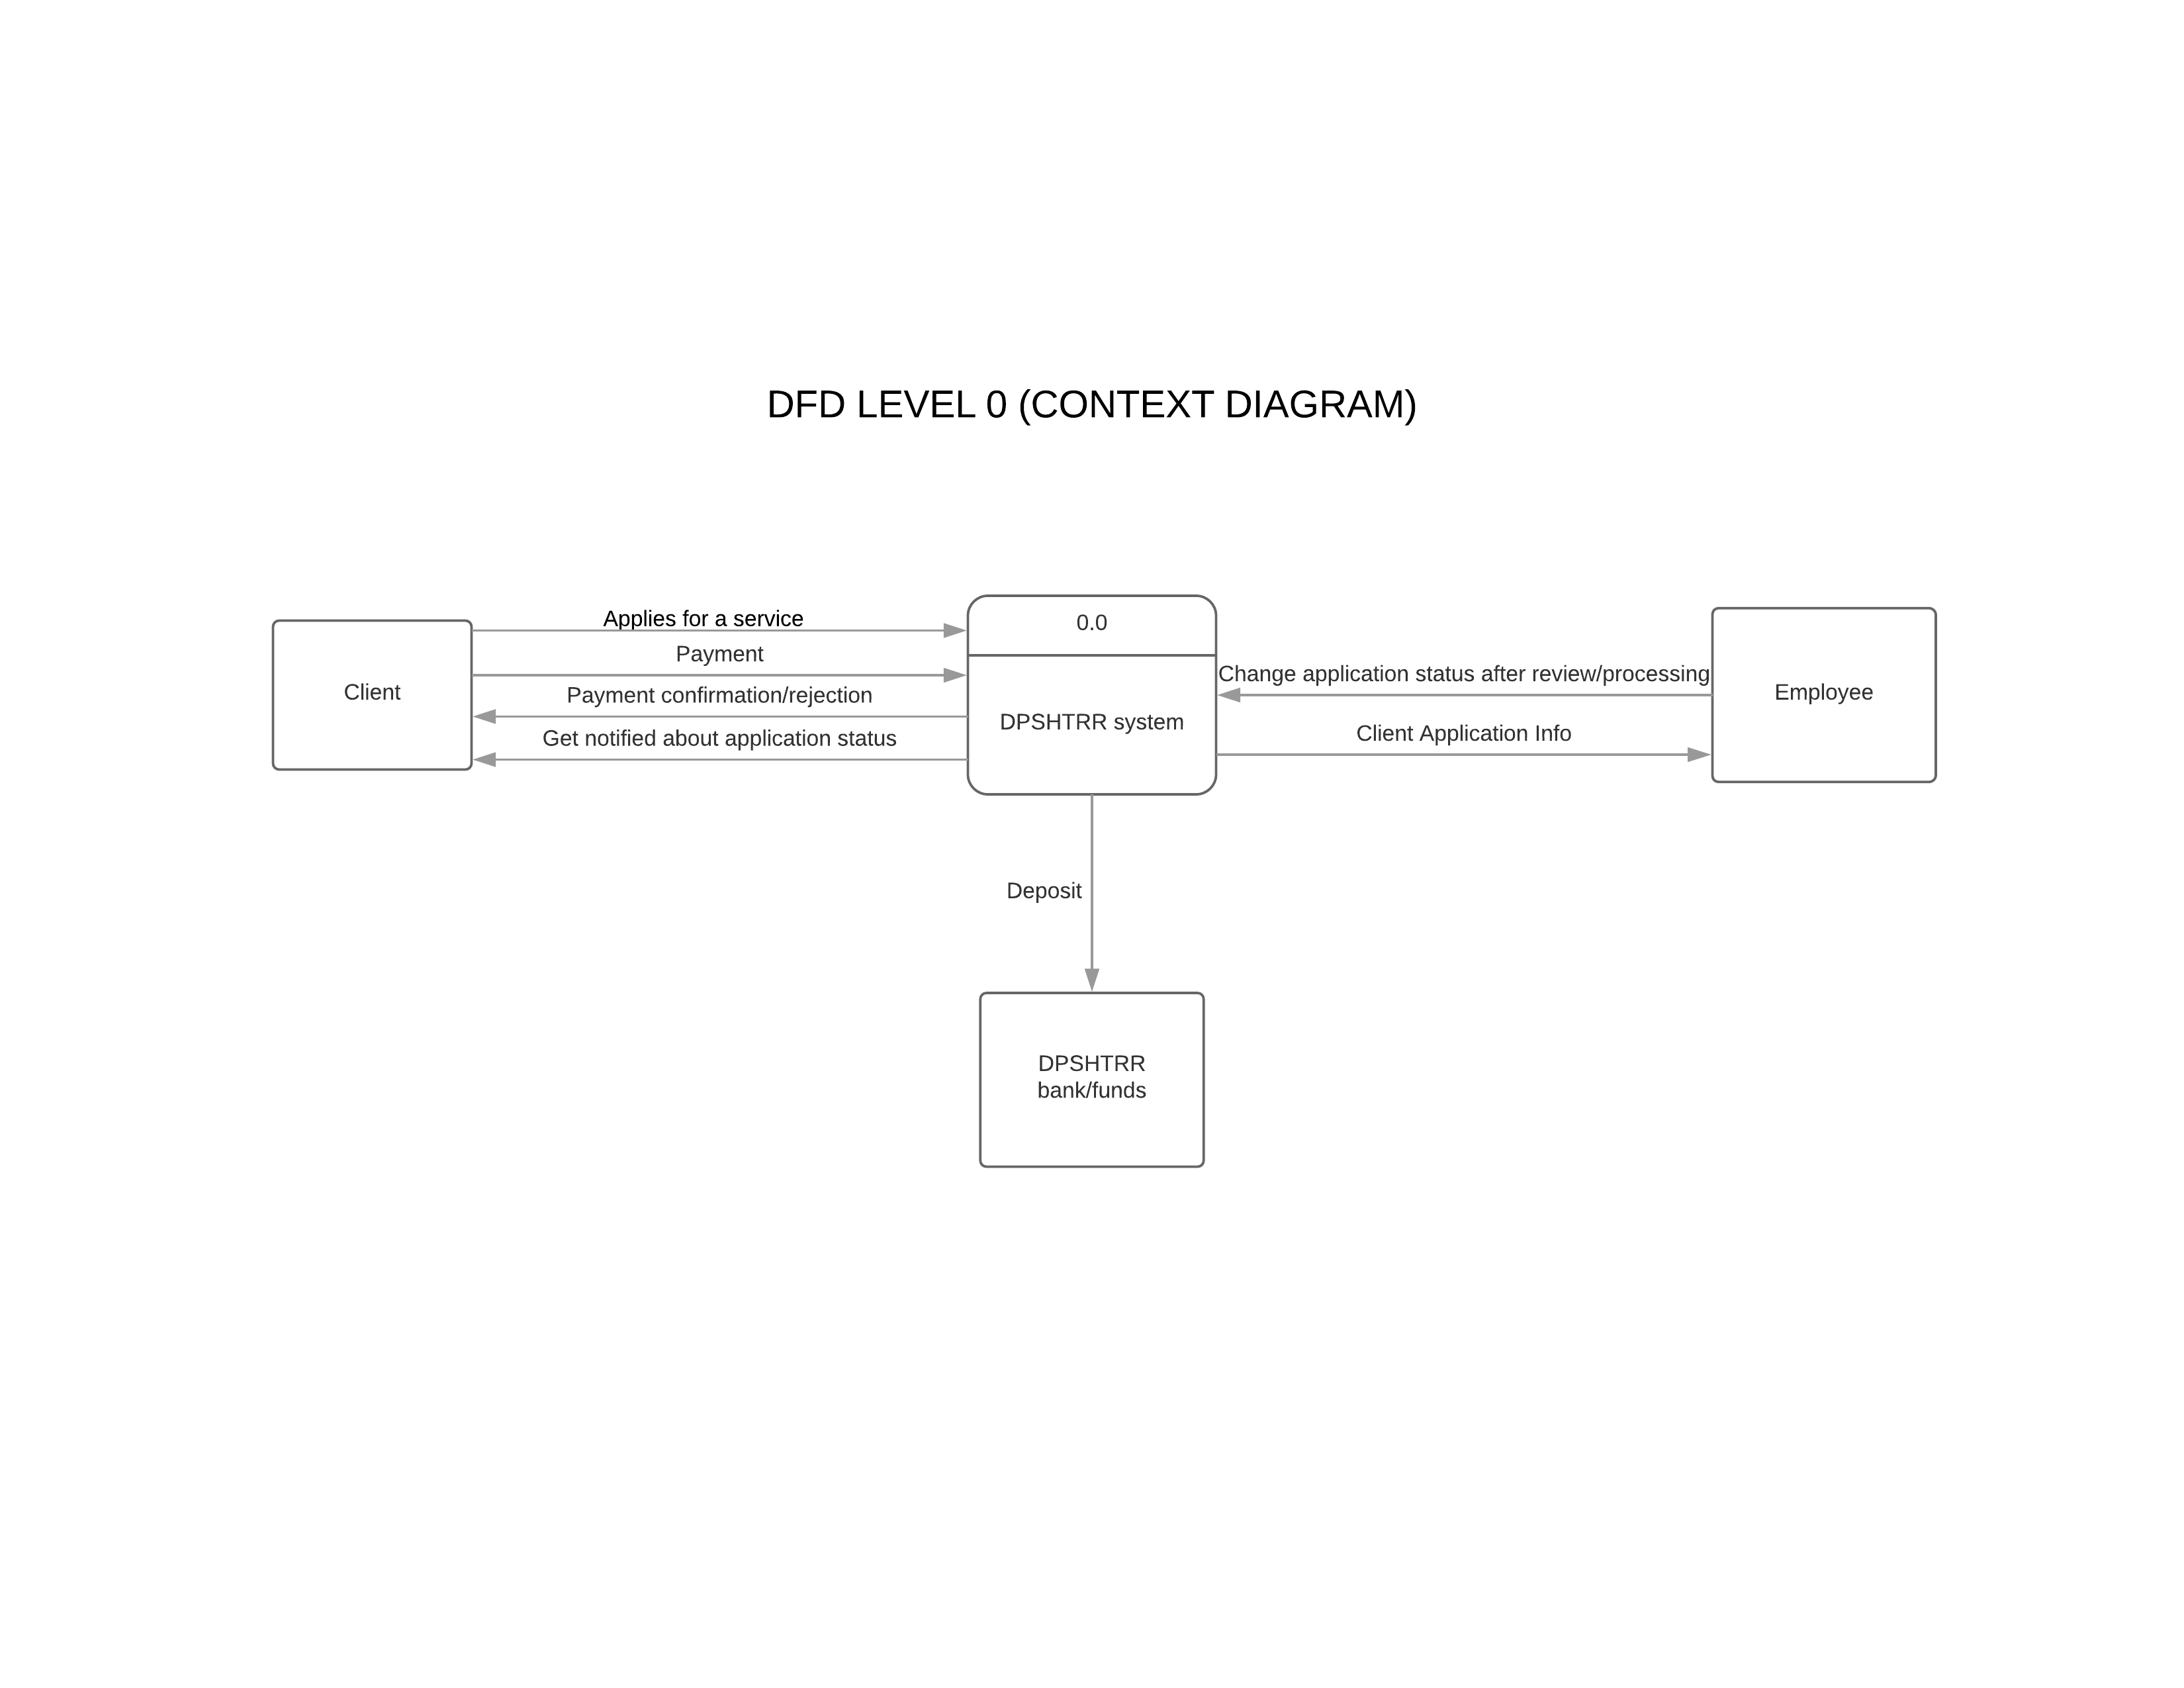 DFD LEVEL 0 (CONTEXT DIAGRAM)
Applies for a service
Payment
Payment confirmation/rejection
Get notified about application status
Client
0.0
DPSHTRR system
Change application status after review/processing
Client Application Info
Employee
Deposit
DPSHTRR
bank/funds